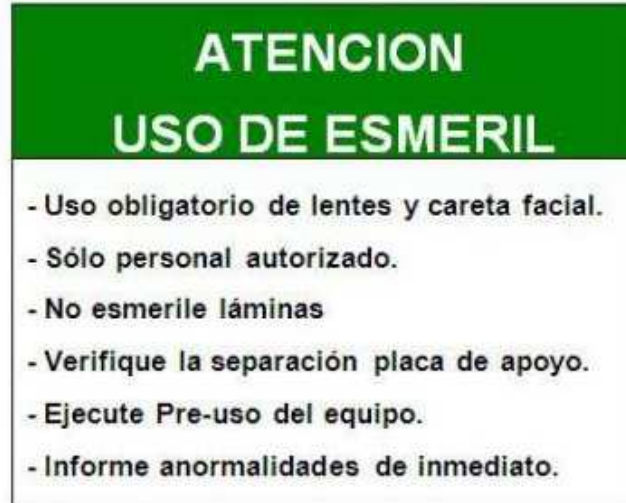 ATENCION
USO DE ESMERIL
- Uso obligatorio de lentes y careta facial.
- Sólo personal autorizado.
- No esmerile láminas
- Verifique la separación placa de apoyo.
- Ejecute Pre-uso del equipo.
- Informe anormalidades de inmediato.